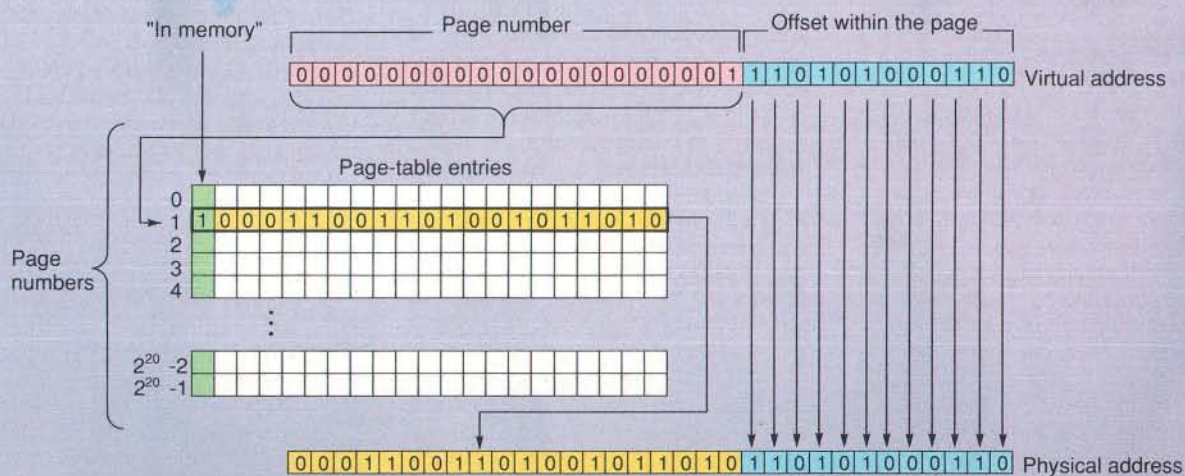 "In memory"
Page number
Offset within the page
0 0 0 0 0 0 0 0 0 0 0 0 0 0 0 0 0 0 0 1 1 1 0 1 0 1 0 0 0 1 1 0 Virtual address
Page-table entries
0
1 1 0 0 0 1 1 0 0 1 1 0 1 0 0 1 0 1 1 0 1 0
2
3
4
Page numbers
2²⁰ -2
2²⁰ -1
0 0 0 1 1 0 0 1 1 0 1 0 0 1 0 1 1 0 1 0 1 1 0 1 0 1 0 0 0 1 1 0 Physical address